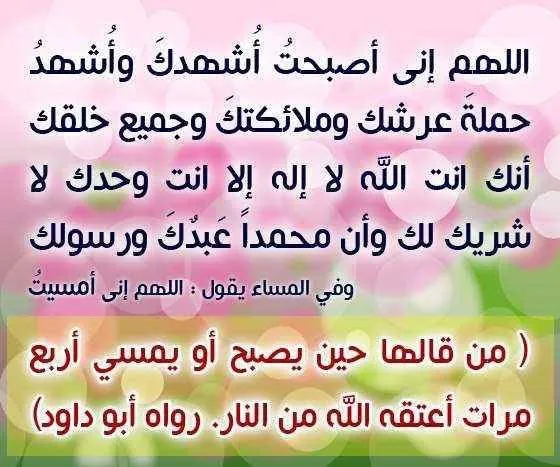 اللهم إنى أصبحتُ أُشهدكَ وأُشهدُ
حملةَ عرشك وملائكتكَ وجميع خلقك
أنك انت اللَّه لا إله إلا انت وحدك لا
شريك لك وأن محمداً عَبدٌكَ ورسولك
وفي المساء يقول : اللهم إنى أمسيتُ
( من قالها حين يصبح أو يمسي أربع
مرات أعتقه اللَّه من النار. رواه أبو داود)